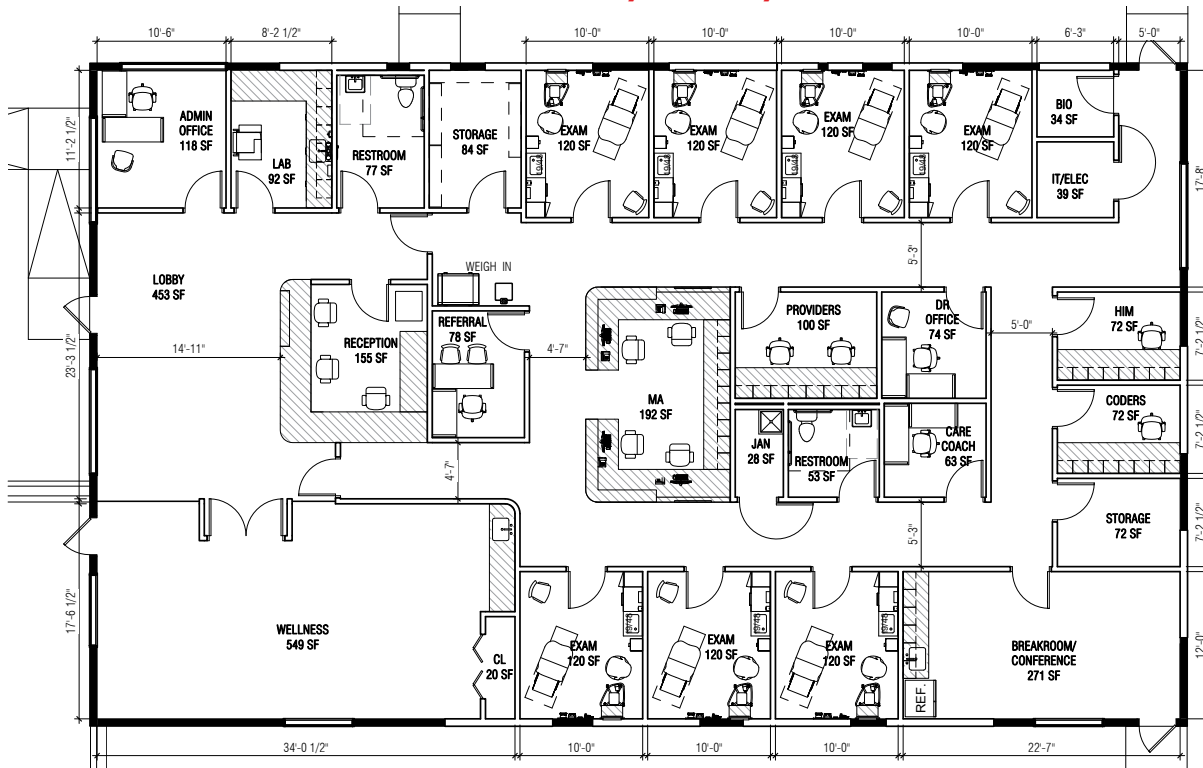 10'-6"
8'-2 1/2"
10'-0"
10'-0"
10'-0"
10'-0"
6'-3"
5'-0"
11'-2 1/2"
ADMIN
OFFICE
118 SF
LAB
92 SF
RESTROOM
77 SF
STORAGE
84 SF
EXAM
120 SF
EXAM
120 SF
EXAM
120 SF
EXAM
120 SF
BIO
34 SF
IT/ELEC
39 SF
17'-8"
LOBBY
453 SF
WEIGH IN
5'-3"
23'-3 1/2"
14'-11"
RECEPTION
155 SF
REFERRAL
78 SF
4'-7"
MA
192 SF
PROVIDERS
100 SF
DR
OFFICE
74 SF
5'-0"
HIM
72 SF
7'-2 1/2"
CODERS
72 SF
7'-2 1/2"
4'-7"
JAN
28 SF
RESTROOM
53 SF
CARE
COACH
63 SF
STORAGE
72 SF
7'-2 1/2"
5'-3"
17'-6 1/2"
WELLNESS
549 SF
CL
20 SF
EXAM
120 SF
EXAM
120 SF
EXAM
120 SF
REF.
BREAKROOM/
CONFERENCE
271 SF
12'-0"
34'-0 1/2"
10'-0"
10'-0"
10'-0"
22'-7"